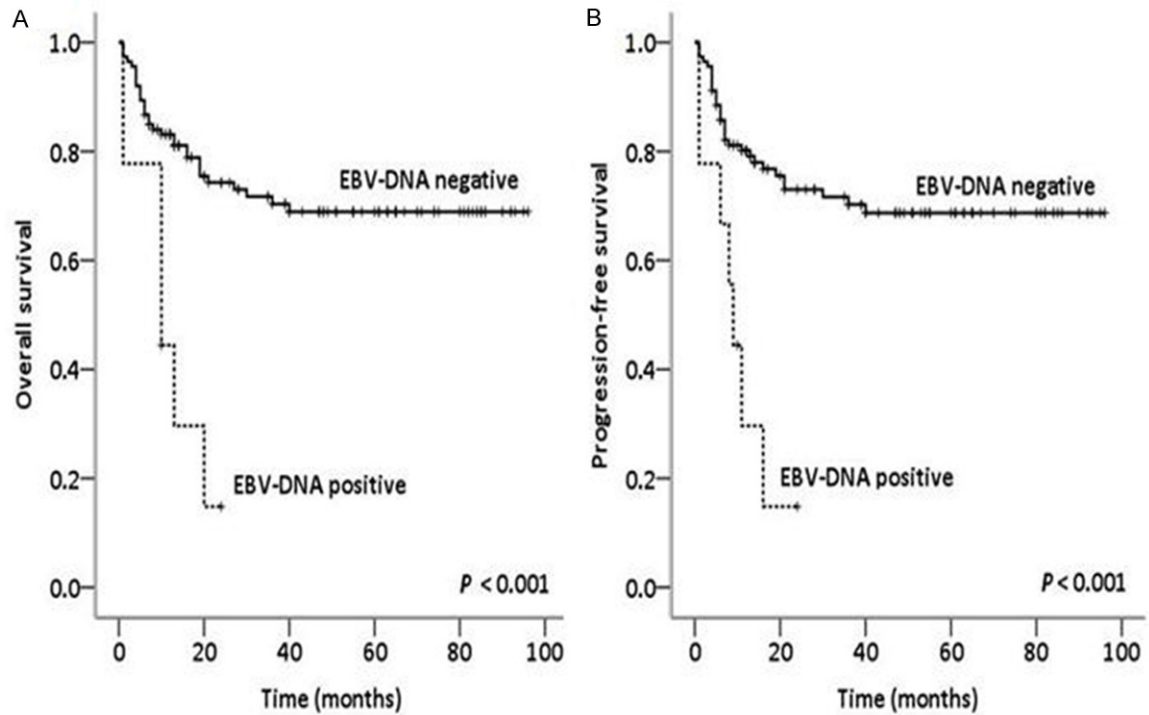 A
Overall survival
1.0
0.8
0.6
0.4
0.2
0.0
EBV-DNA negative
EBV-DNA positive
P < 0.001
0 20 40 60 80 100
Time (months)
B
Progression-free survival
1.0
0.8
0.6
0.4
0.2
0.0
EBV-DNA negative
EBV-DNA positive
P < 0.001
0 20 40 60 80 100
Time (months)